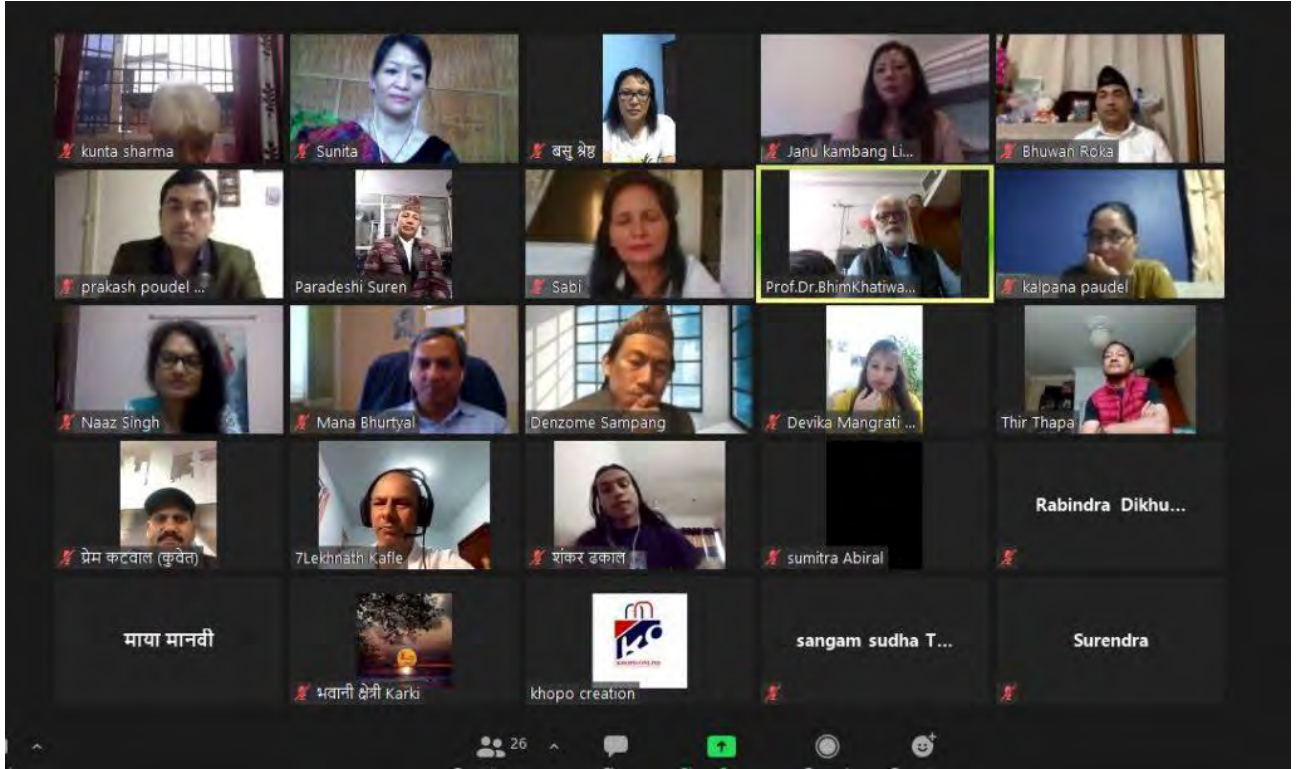 kunta sharma
Sunita
बसु श्रेष्ठ
Janu kambang Li...
Bhuwan Roka
prakash poudel ...
Paradeshi Suren
Sabi
Prof.Dr.BhimKhatiwa...
kalpana paudel
Naaz Singh
Mana Bhurtyal
Denzome Sampang
Devika Mangrati ...
Thir Thapa
प्रेम कटवाल (कुवेत)
7Lekhnath Kafle
शंकर ढकाल
sumitra Abiral
Rabindra Dikhu...
माया मानवी
भवानी क्षेत्री Karki
khopo creation
sangam sudha T...
Surendra
26